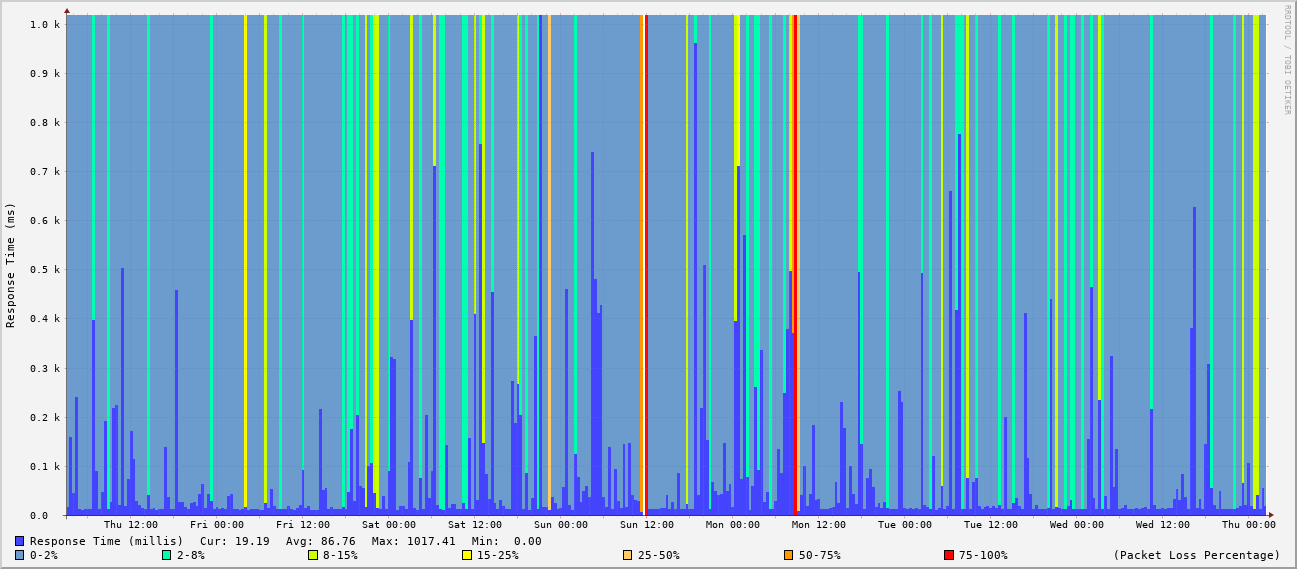 RRDTOOL / TOBI OETIKER
Response Time (ms)
1.0 k
0.9 k
0.8 k
0.7 k
0.6 k
0.5 k
0.4 k
0.3 k
0.2 k
0.1 k
0.0
Thu 12:00 Fri 00:00 Fri 12:00 Sat 00:00 Sat 12:00 Sun 00:00 Sun 12:00 Mon 00:00 Mon 12:00 Tue 00:00 Tue 12:00 Wed 00:00 Wed 12:00 Thu 00:00
Response Time (millis) Cur: 19.19 Avg: 86.76 Max: 1017.41 Min: 0.00
0-2% 2-8% 8-15% 15-25% 25-50% 50-75% 75-100% (Packet Loss Percentage)